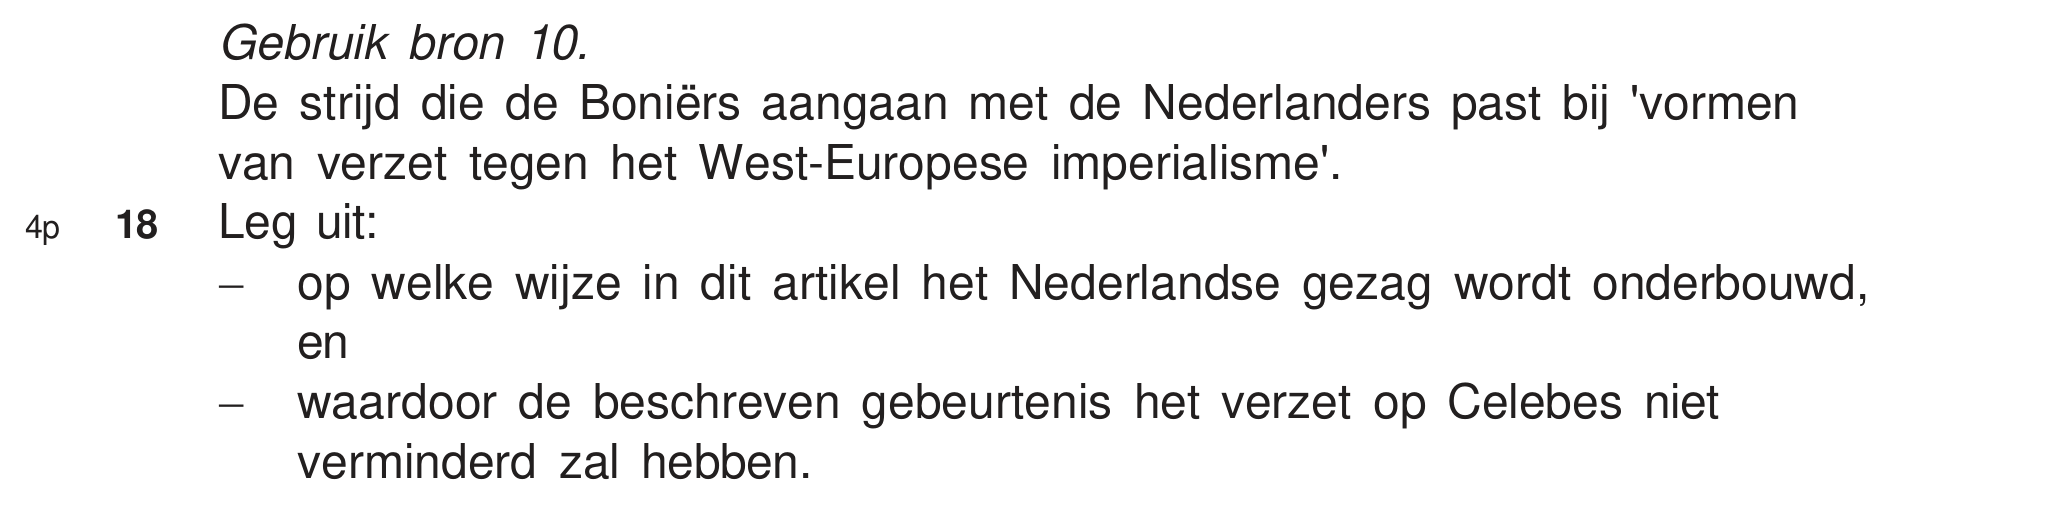 Gebruik bron 10.
De strijd die de Boniërs aangaan met de Nederlanders past bij 'vormen
van verzet tegen het West-Europese imperialisme'.
4p 18 Leg uit:
− op welke wijze in dit artikel het Nederlandse gezag wordt onderbouwd,
en
− waardoor de beschreven gebeurtenis het verzet op Celebes niet
verminderd zal hebben.